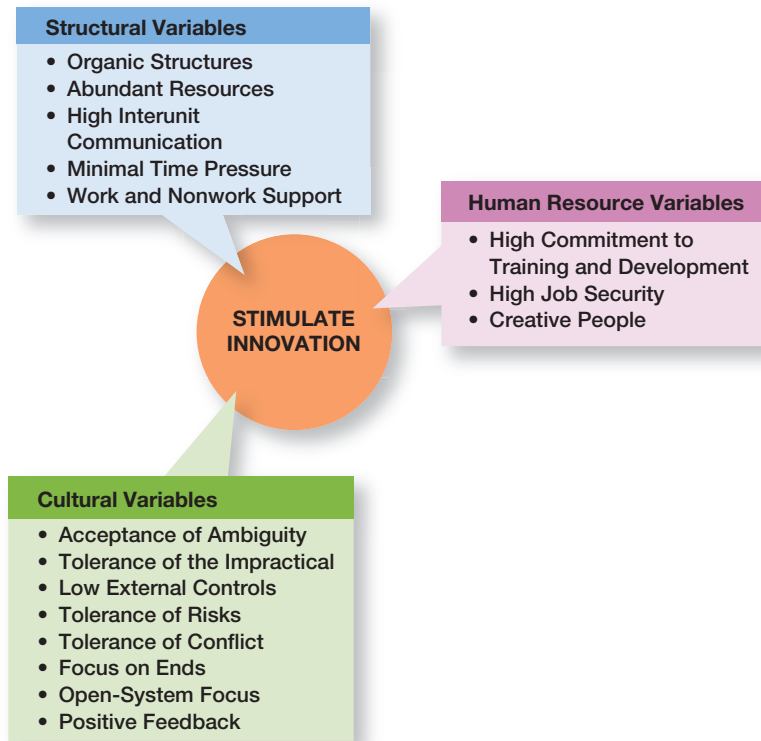 Structural Variables
• Organic Structures
• Abundant Resources
• High Interunit
Communication
• Minimal Time Pressure
• Work and Nonwork Support
Human Resource Variables
• High Commitment to
Training and Development
• High Job Security
• Creative People
STIMULATE
INNOVATION
Cultural Variables
• Acceptance of Ambiguity
• Tolerance of the Impractical
• Low External Controls
• Tolerance of Risks
• Tolerance of Conflict
• Focus on Ends
• Open-System Focus
• Positive Feedback